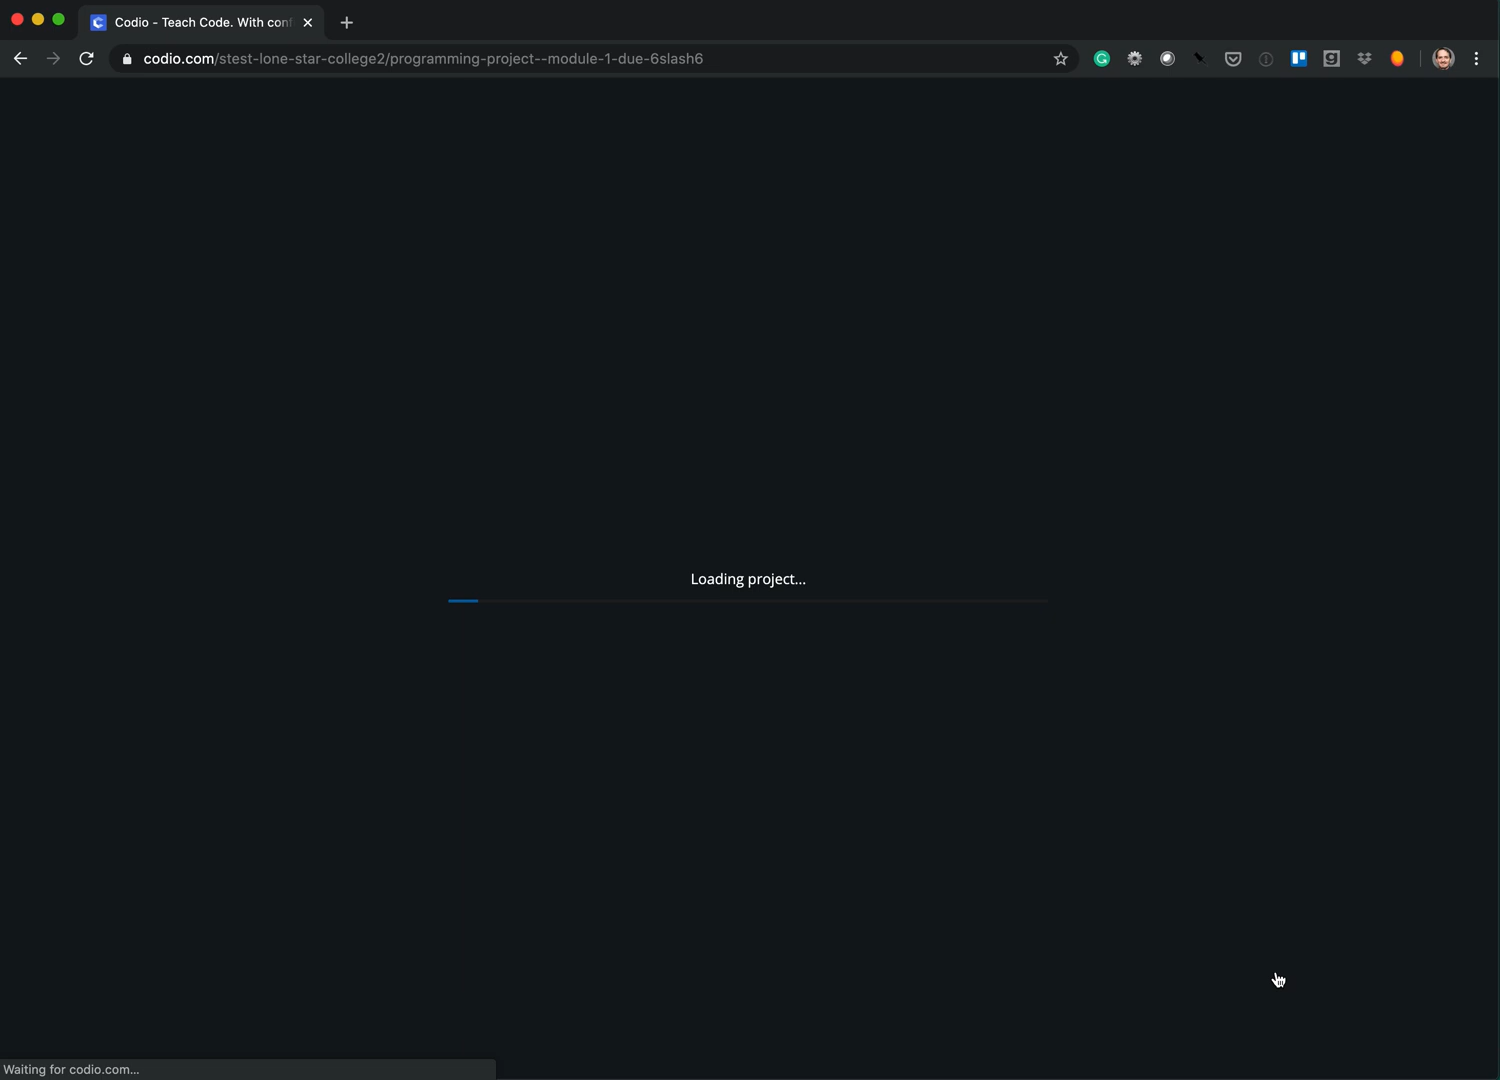 Codio - Teach Code. With conf
codio.com/stest-lone-star-college2/programming-project--module-1-due-6slash6
Loading project...
Waiting for codio.com...